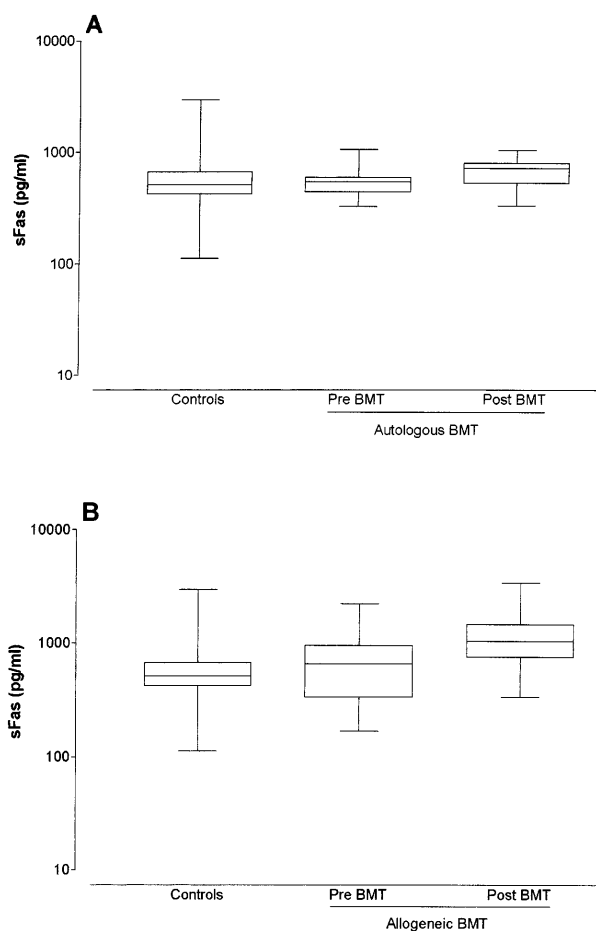 A
10000
1000
100
10
sFas (pg/ml)
Controls Pre BMT Post BMT
Autologous BMT
B
10000
1000
100
10
sFas (pg/ml)
Controls Pre BMT Post BMT
Allogeneic BMT